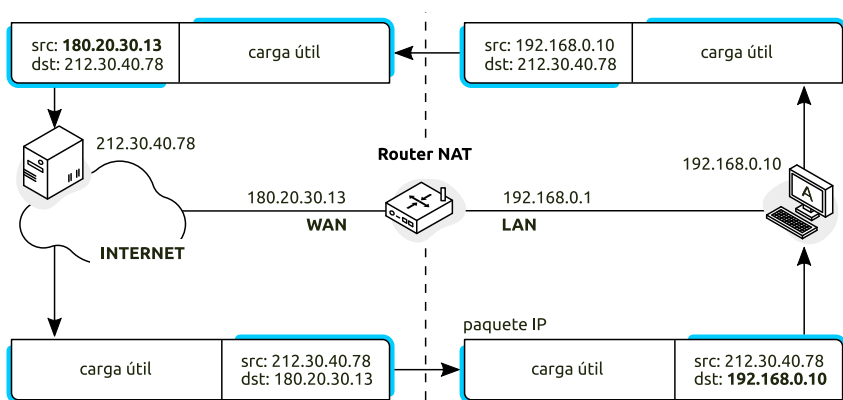 src: 180.20.30.13
dst: 212.30.40.78
carga útil
src: 192.168.0.10
dst: 212.30.40.78
carga útil
212.30.40.78
Router NAT
192.168.0.10
A
180.20.30.13
192.168.0.1
WAN
LAN
INTERNET
paquete IP
carga útil
src: 212.30.40.78
dst: 180.20.30.13
carga útil
src: 212.30.40.78
dst: 192.168.0.10